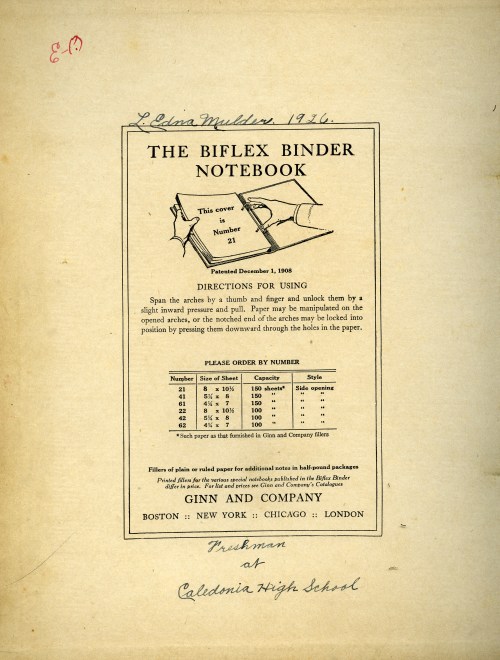 L. Edna Mulder. 1926.
THE BIFLEX BINDER
NOTEBOOK
This cover
is
Number
21
Patented December 1, 1908
DIRECTIONS FOR USING
Span the arches by a thumb and finger and unlock them by a
slight inward pressure and pull. Paper may be manipulated on the
opened arches, or the notched end of the arches may be locked into
position by pressing them downward through the holes in the paper.
PLEASE ORDER BY NUMBER
Number Size of Sheet Capacity Style
21 8 x 10½ 150 sheets* Side opening
41 5½ x 8 150 " " "
61 4¼ x 7 150 " " "
22 8 x 10½ 100 " " "
42 5½ x 8 100 " " "
62 4¼ x 7 100 " " "
*Such paper as that furnished in Ginn and Company fillers
Fillers of plain or ruled paper for additional notes in half-pound packages
Printed fillers for the various special notebooks published in the Biflex Binder
differ in price. For list and prices see Ginn and Company's Catalogues
GINN AND COMPANY
BOSTON :: NEW YORK :: CHICAGO :: LONDON
Freshman
at
Caledonia High School